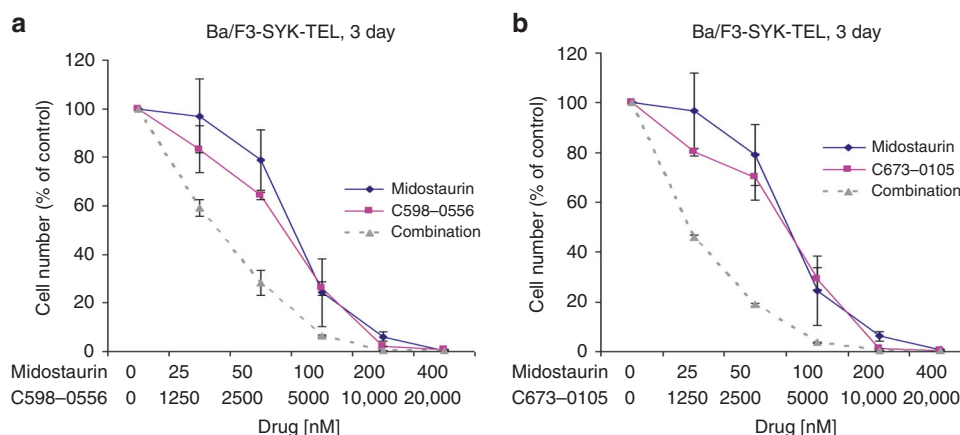 a
Ba/F3-SYK-TEL, 3 day
120
100
80
60
40
20
0
Cell number (% of control)
Midostaurin
C598–0556
Combination
Midostaurin 0 25 50 100 200 400
C598–0556 0 1250 2500 5000 10,000 20,000
Drug [nM]
b
Ba/F3-SYK-TEL, 3 day
120
100
80
60
40
20
0
Cell number (% of control)
Midostaurin
C673–0105
Combination
Midostaurin 0 25 50 100 200 400
C673–0105 0 1250 2500 5000 10,000 20,000
Drug [nM]